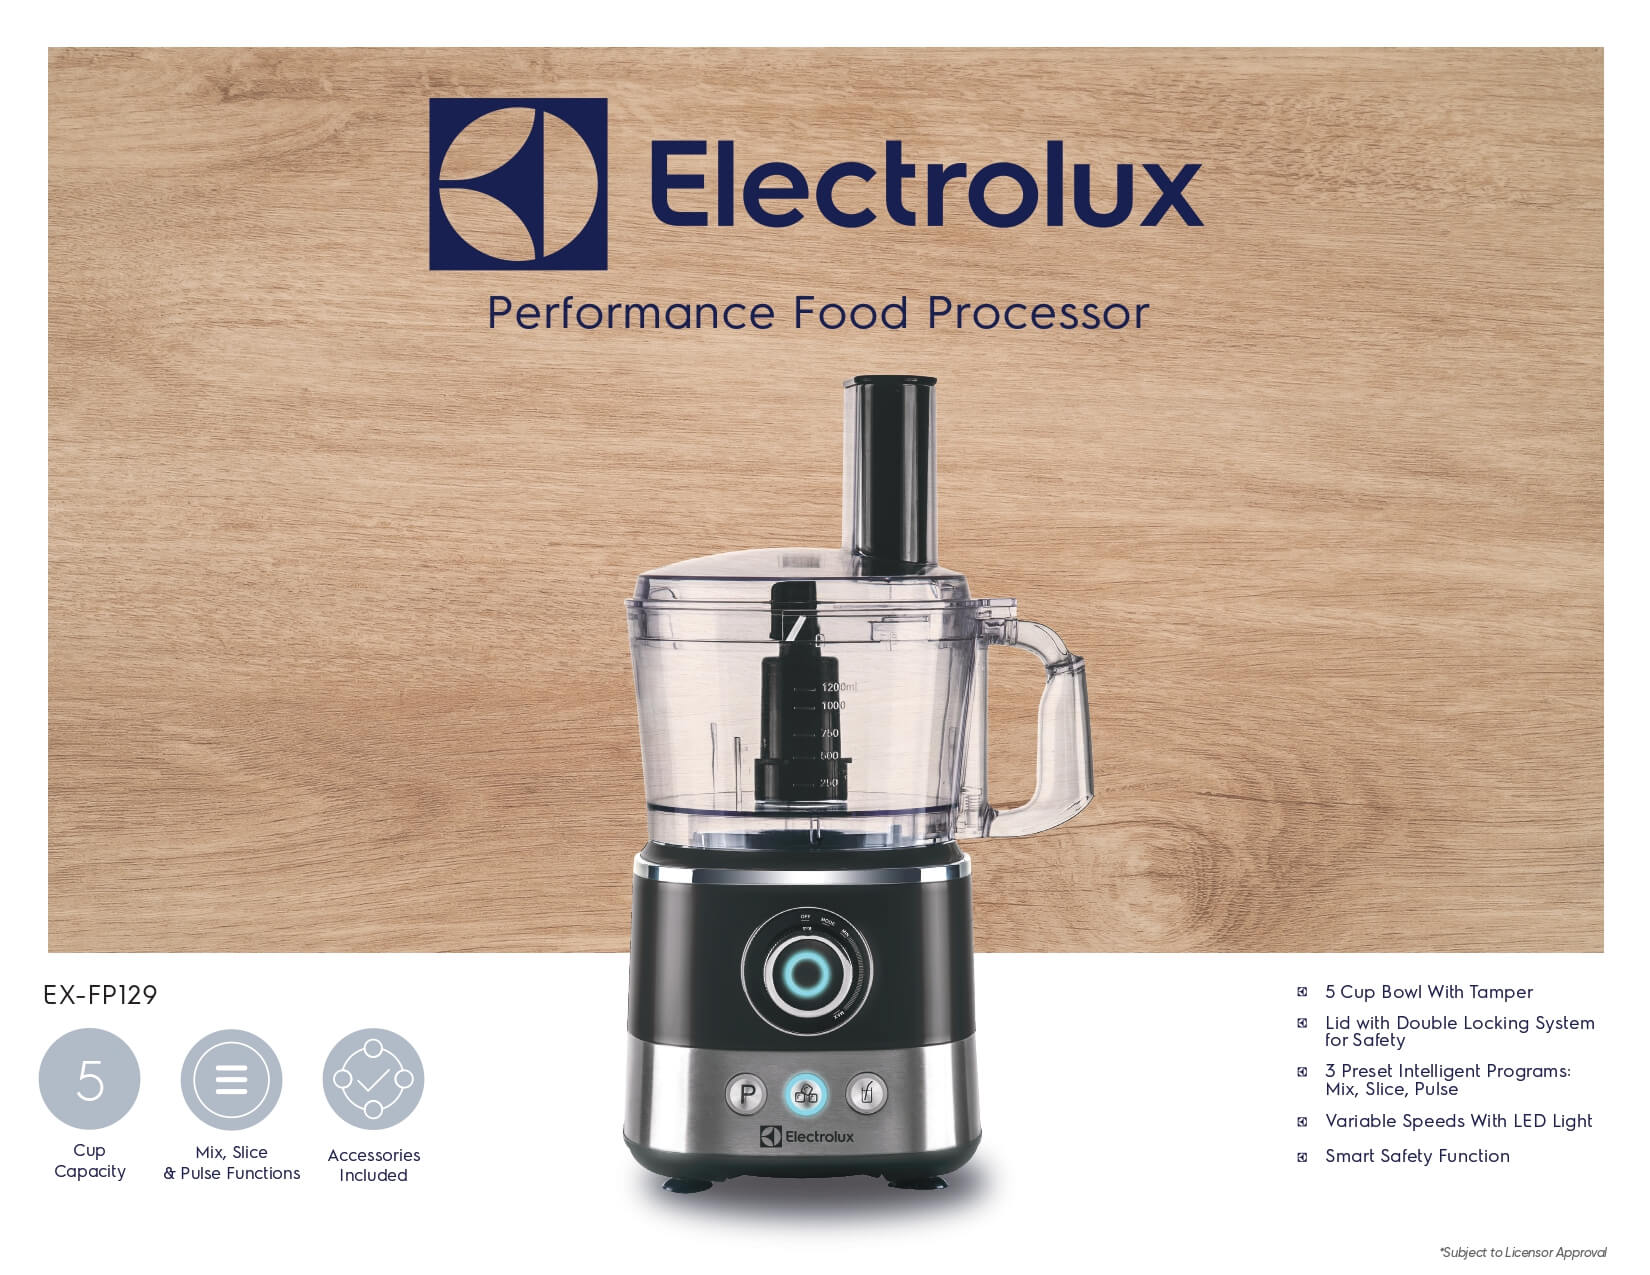 Electrolux
Performance Food Processor
1200ml
1000
750
500
250
OFF
MODE
MIN
MAX
P
Electrolux
EX-FP129
5
Cup
Capacity
Mix, Slice
& Pulse Functions
Accessories
Included
5 Cup Bowl With Tamper
Lid with Double Locking System
for Safety
3 Preset Intelligent Programs:
Mix, Slice, Pulse
Variable Speeds With LED Light
Smart Safety Function
*Subject to Licensor Approval